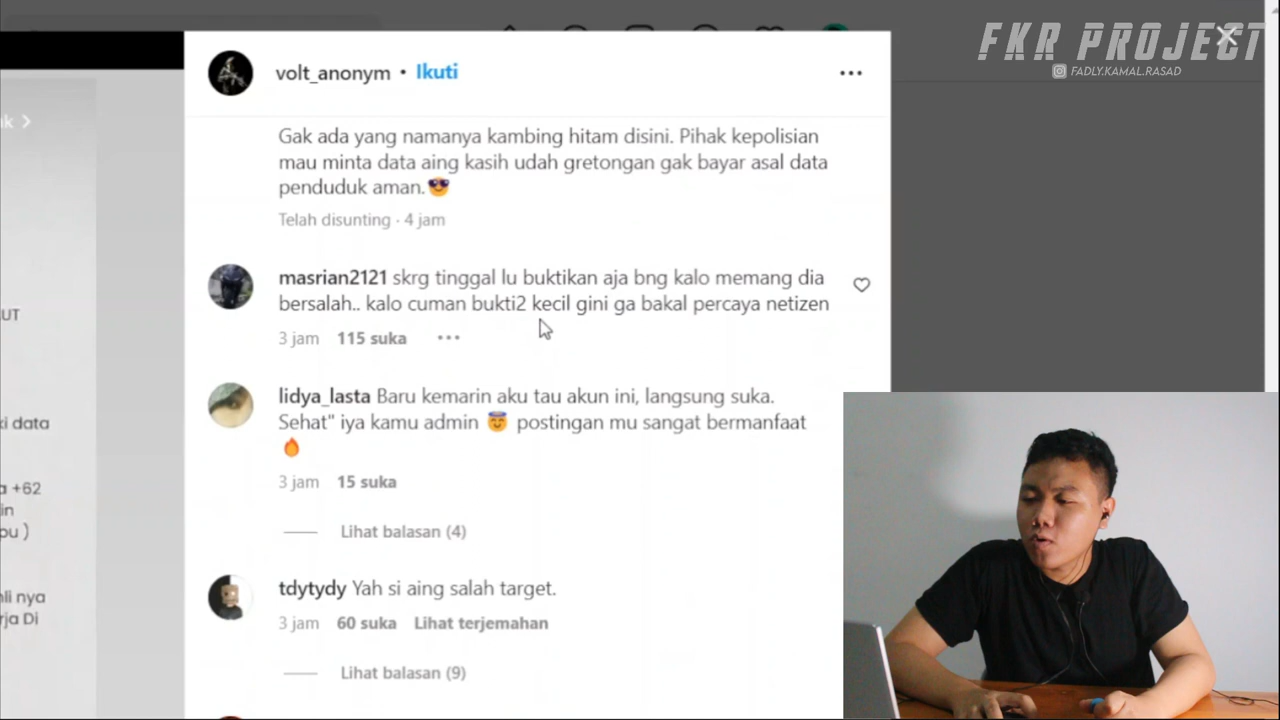 FKR PROJECT
FADLY.KAMAL.RASAD
volt_anonym • Ikuti
Gak ada yang namanya kambing hitam disini. Pihak kepolisian
mau minta data aing kasih udah gretongan gak bayar asal data
penduduk aman.😎
Telah disunting · 4 jam
masrian2121 skrg tinggal lu buktikan aja bng kalo memang dia
bersalah.. kalo cuman bukti2 kecil gini ga bakal percaya netizen
3 jam 115 suka
lidya_lasta Baru kemarin aku tau akun ini, langsung suka.
Sehat" iya kamu admin 😇 postingan mu sangat bermanfaat
🔥
3 jam 15 suka
Lihat balasan (4)
tdytydy Yah si aing salah target.
3 jam 60 suka Lihat terjemahan
Lihat balasan (9)
data
+62
Di